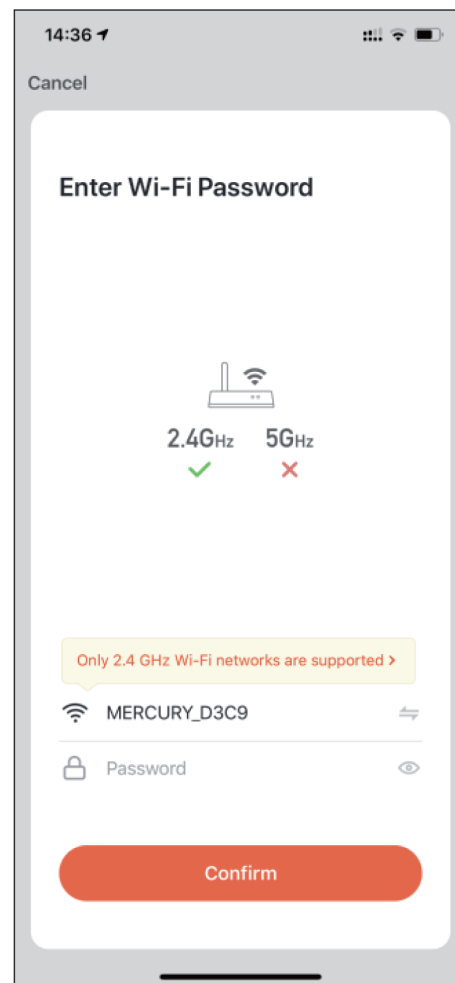 14:36
Cancel
Enter Wi-Fi Password
2.4GHz 5GHz
Only 2.4 GHz Wi-Fi networks are supported >
MERCURY_D3C9
Password
Confirm